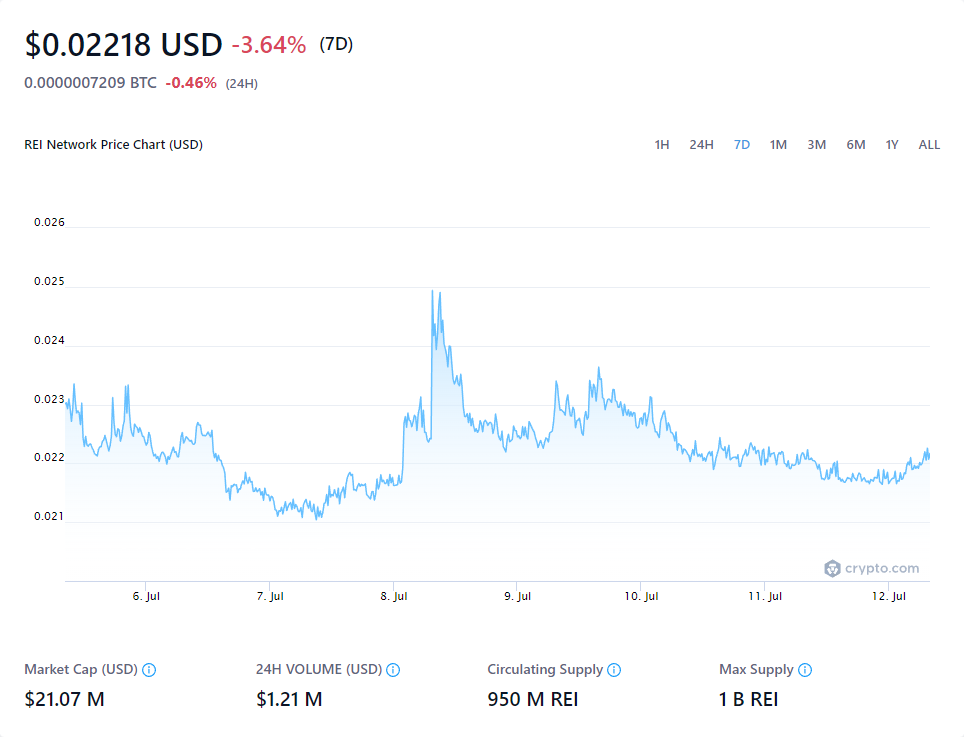 $0.02218 USD -3.64% (7D)
0.0000007209 BTC -0.46% (24H)
REI Network Price Chart (USD) 1H 24H 7D 1M 3M 6M 1Y ALL
0.026
0.025
0.024
0.023
0.022
0.021
crypto.com
6. Jul 7. Jul 8. Jul 9. Jul 10. Jul 11. Jul 12. Jul
Market Cap (USD) 24H VOLUME (USD) Circulating Supply Max Supply
$21.07 M $1.21 M 950 M REI 1 B REI